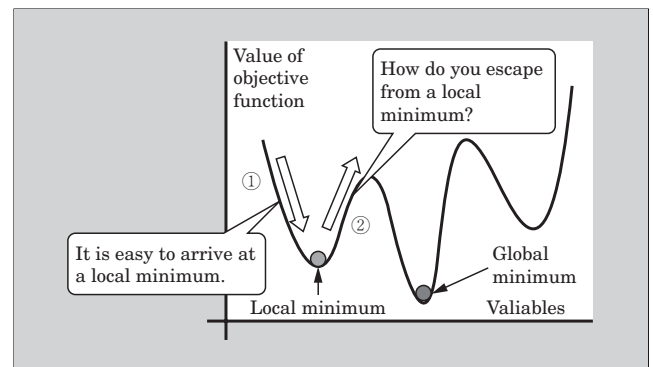 Value of
objective
function
How do you escape
from a local
minimum?
①
②
It is easy to arrive at
a local minimum.
Global
minimum
Local minimum
Valiables